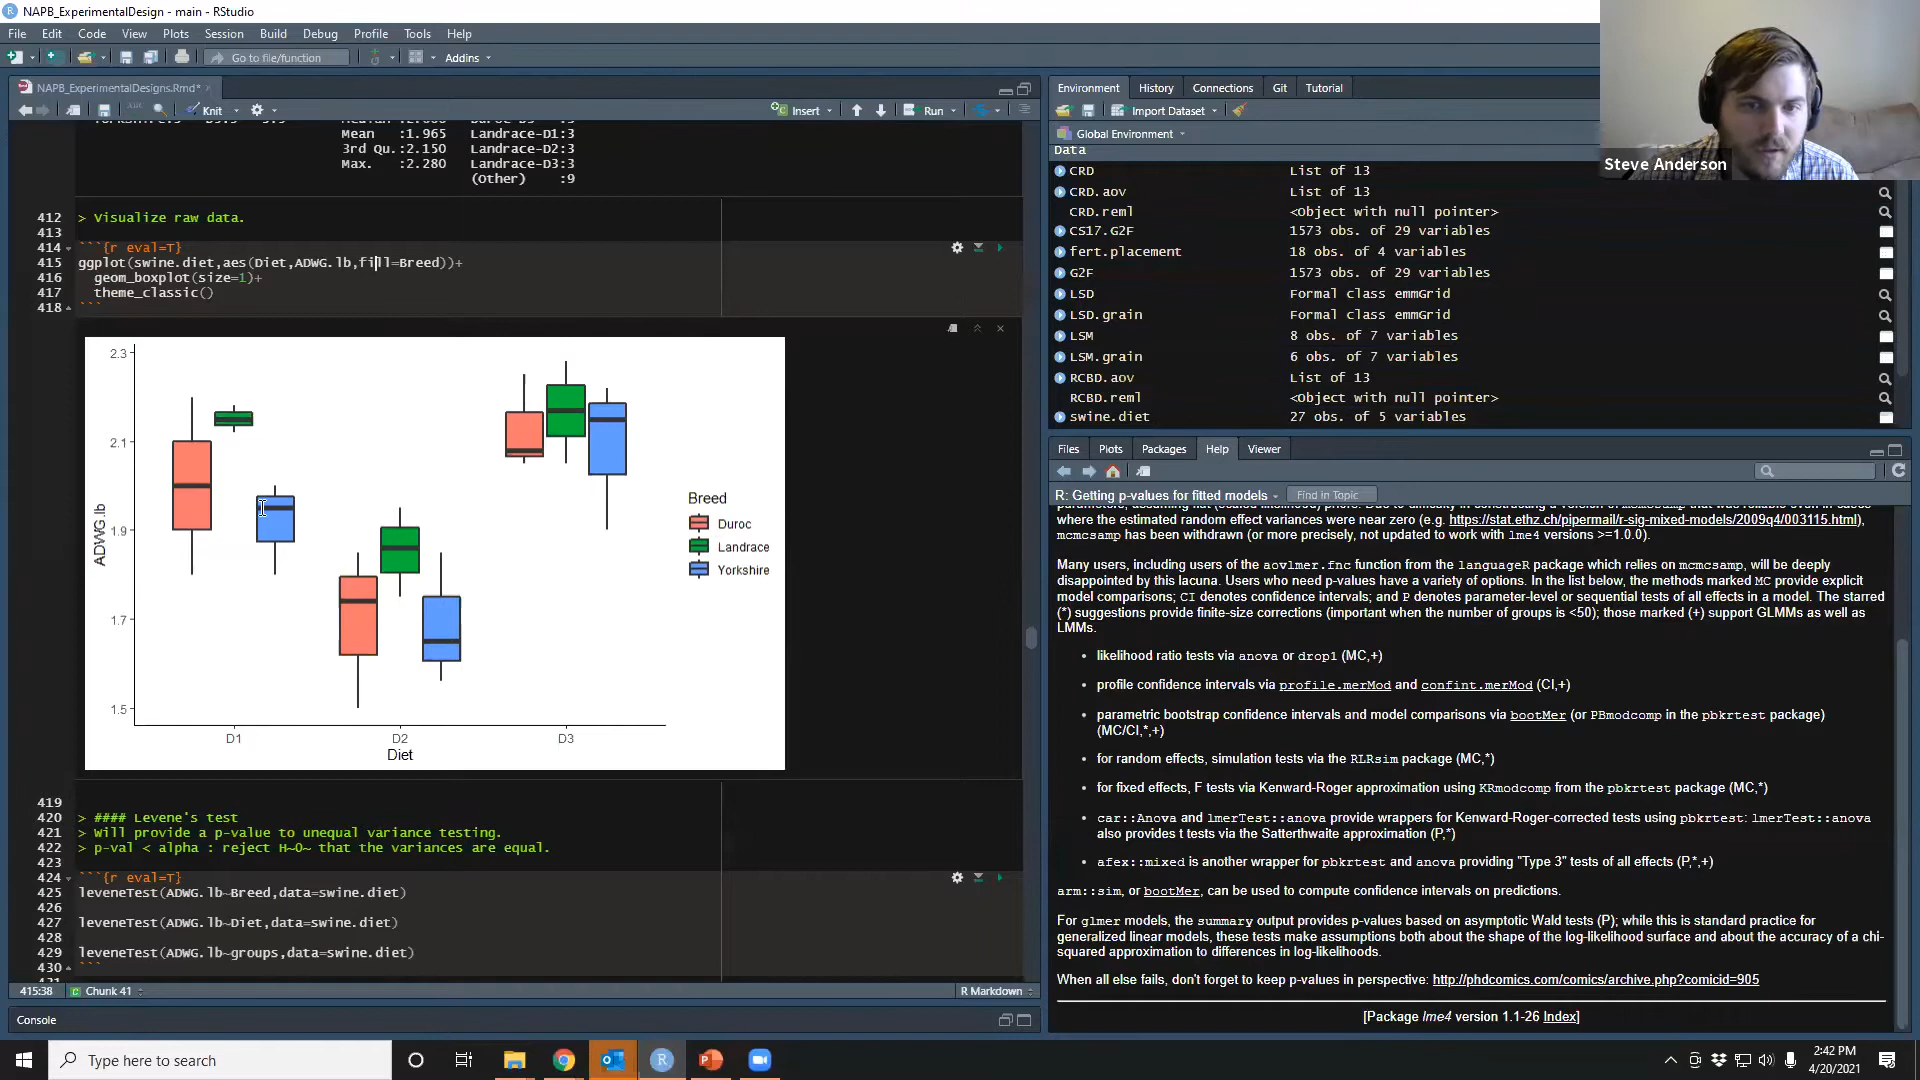 NAPB_ExperimentalDesign - main - RStudio
File Edit Code View Plots Session Build Debug Profile Tools Help
Go to file/function Addins
NAPB_ExperimentalDesigns.Rmd*
Knit Insert Run
Mean :1.965 Landrace-D1:3
3rd Qu.:2.150 Landrace-D2:3
Max. :2.280 Landrace-D3:3
(Other) :9
412 > Visualize raw data.
413
414 ```{r eval=T}
415 ggplot(swine.diet,aes(Diet,ADWG.lb,fill=Breed))+
416 geom_boxplot(size=1)+
417 theme_classic()
418 ```
2.3
2.1
1.9
1.7
1.5
ADWG.lb
D1 D2 D3
Diet
Breed
Duroc
Landrace
Yorkshire
419
420 > #### Levene's test
421 > Will provide a p-value to unequal variance testing.
422 > p-val < alpha : reject H~O~ that the variances are equal.
423
424 ```{r eval=T}
425 leveneTest(ADWG.lb~Breed,data=swine.diet)
426
427 leveneTest(ADWG.lb~Diet,data=swine.diet)
428
429 leveneTest(ADWG.lb~groups,data=swine.diet)
430 ```
415:38 Chunk 41 R Markdown
Console
Environment History Connections Git Tutorial
Import Dataset
Global Environment
Data
CRD List of 13
CRD.aov List of 13
CRD.reml <Object with null pointer>
CS17.G2F 1573 obs. of 29 variables
fert.placement 18 obs. of 4 variables
G2F 1573 obs. of 29 variables
LSD Formal class emmGrid
LSD.grain Formal class emmGrid
LSM 8 obs. of 7 variables
LSM.grain 6 obs. of 7 variables
RCBD.aov List of 13
RCBD.reml <Object with null pointer>
swine.diet 27 obs. of 5 variables
Steve Anderson
Files Plots Packages Help Viewer
R: Getting p-values for fitted models Find in Topic
where the estimated random effect variances were near zero (e.g. https://stat.ethz.ch/pipermail/r-sig-mixed-models/2009q4/003115.html),
mcmcsamp has been withdrawn (or more precisely, not updated to work with lme4 versions >=1.0.0).
Many users, including users of the aovlmer.fnc function from the languageR package which relies on mcmcsamp, will be deeply
disappointed by this lacuna. Users who need p-values have a variety of options. In the list below, the methods marked MC provide explicit
model comparisons; CI denotes confidence intervals; and P denotes parameter-level or sequential tests of all effects in a model. The starred
(*) suggestions provide finite-size corrections (important when the number of groups is <50); those marked (+) support GLMMs as well as
LMMs.
• likelihood ratio tests via anova or drop1 (MC,+)
• profile confidence intervals via profile.merMod and confint.merMod (CI,+)
• parametric bootstrap confidence intervals and model comparisons via bootMer (or PBmodcomp in the pbkrtest package)
(MC/CI,*,+)
• for random effects, simulation tests via the RLRsim package (MC,*)
• for fixed effects, F tests via Kenward-Roger approximation using KRmodcomp from the pbkrtest package (MC,*)
• car::Anova and lmerTest::anova provide wrappers for Kenward-Roger-corrected tests using pbkrtest: lmerTest::anova
also provides t tests via the Satterthwaite approximation (P,*)
• afex::mixed is another wrapper for pbkrtest and anova providing "Type 3" tests of all effects (P,*,+)
arm::sim, or bootMer, can be used to compute confidence intervals on predictions.
For glmer models, the summary output provides p-values based on asymptotic Wald tests (P); while this is standard practice for
generalized linear models, these tests make assumptions both about the shape of the log-likelihood surface and about the accuracy of a chi-
squared approximation to differences in log-likelihoods.
When all else fails, don't forget to keep p-values in perspective: http://phdcomics.com/comics/archive.php?comicid=905
[Package lme4 version 1.1-26 Index]
Type here to search
2:42 PM
4/20/2021